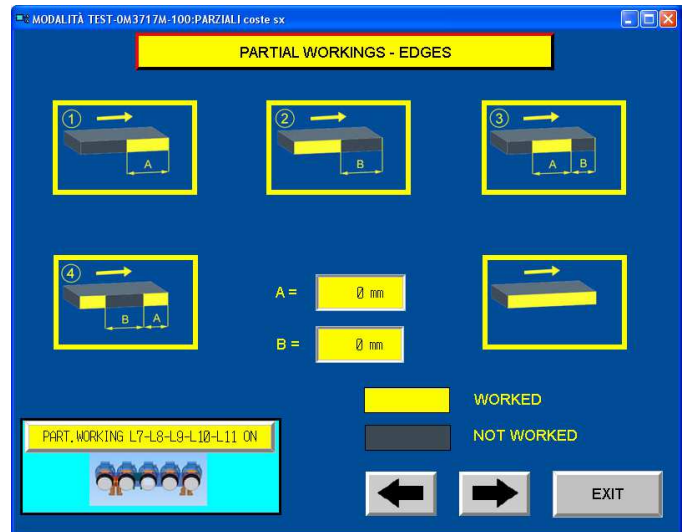 MODALITÀ TEST-0M3717M-100:PARZIALI coste sx
PARTIAL WORKINGS - EDGES
1
A
2
B
3
A B
4
B A
A =
0 mm
B =
0 mm
WORKED
NOT WORKED
PART.WORKING L7-L8-L9-L10-L11 ON
EXIT